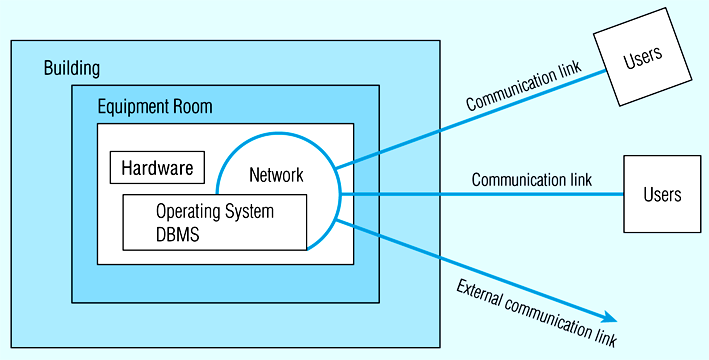 Building
Equipment Room
Hardware
Network
Operating System
DBMS
Communication link
Users
Communication link
Users
External communication link